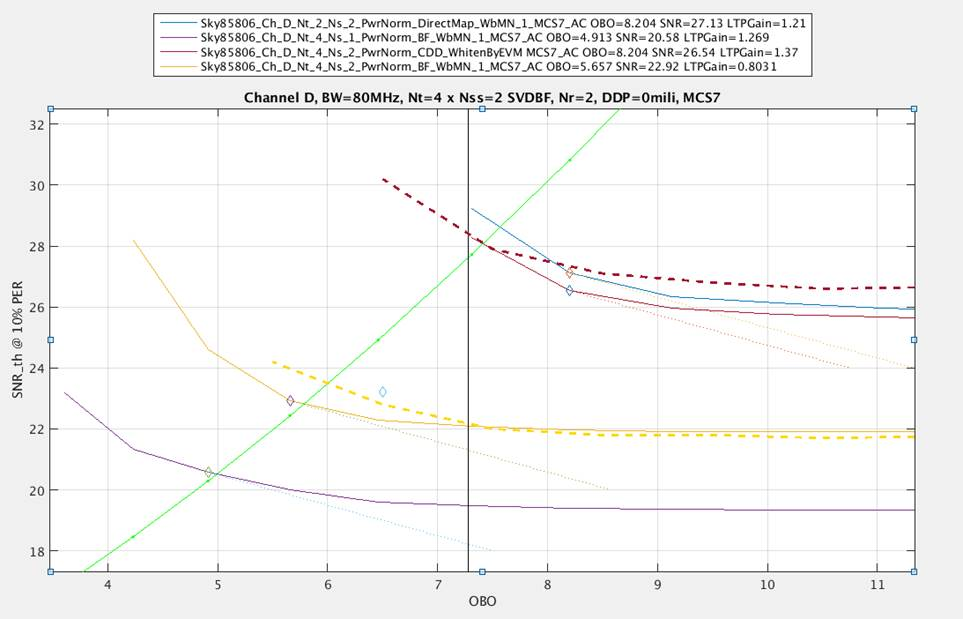 Sky85806_Ch_D_Nt_2_Ns_2_PwrNorm_DirectMap_WbMN_1_MCS7_AC OBO=8.204 SNR=27.13 LTPGain=1.21
Sky85806_Ch_D_Nt_4_Ns_1_PwrNorm_BF_WbMN_1_MCS7_AC OBO=4.913 SNR=20.58 LTPGain=1.269
Sky85806_Ch_D_Nt_4_Ns_2_PwrNorm_CDD_WhitenByEVM MCS7_AC OBO=8.204 SNR=26.54 LTPGain=1.37
Sky85806_Ch_D_Nt_4_Ns_2_PwrNorm_BF_WbMN_1_MCS7_AC OBO=5.657 SNR=22.92 LTPGain=0.8031
Channel D, BW=80MHz, Nt=4 x Nss=2 SVDBF, Nr=2, DDP=0mili, MCS7
SNR_th @ 10% PER
32
30
28
26
24
22
20
18
4 5 6 7 8 9 10 11
OBO